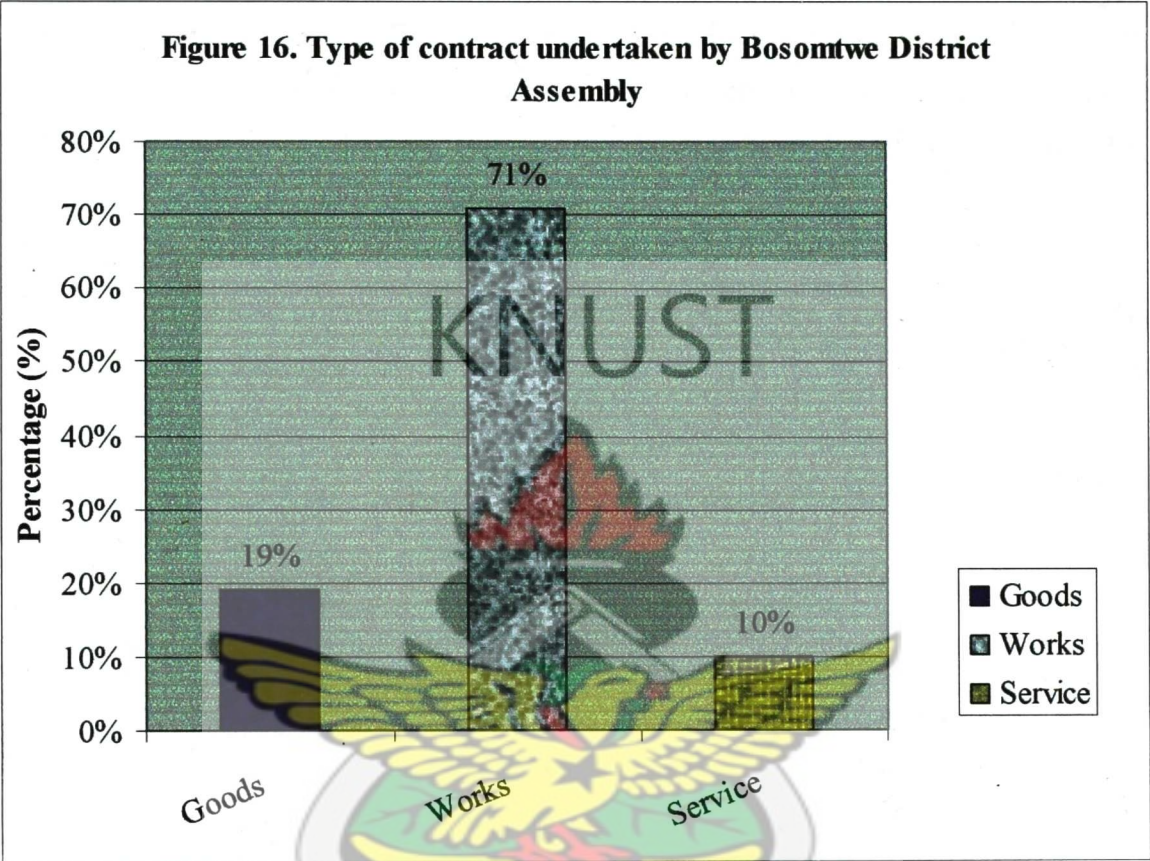 Figure 16. Type of contract undertaken by Bosomtwe District
Assembly
80%
70%
60%
50%
40%
30%
20%
10%
0%
Percentage (%)
19%
71%
10%
KNUST
Goods
Works
Service
Goods
Works
Service